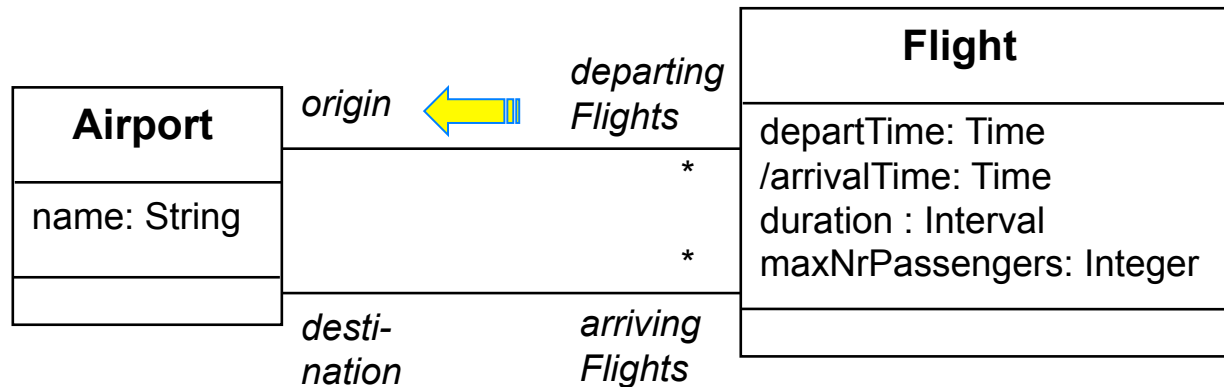 Airport
name: String
origin
departing
Flights
*
*
desti-
nation
arriving
Flights
Flight
departTime: Time
/arrivalTime: Time
duration : Interval
maxNrPassengers: Integer